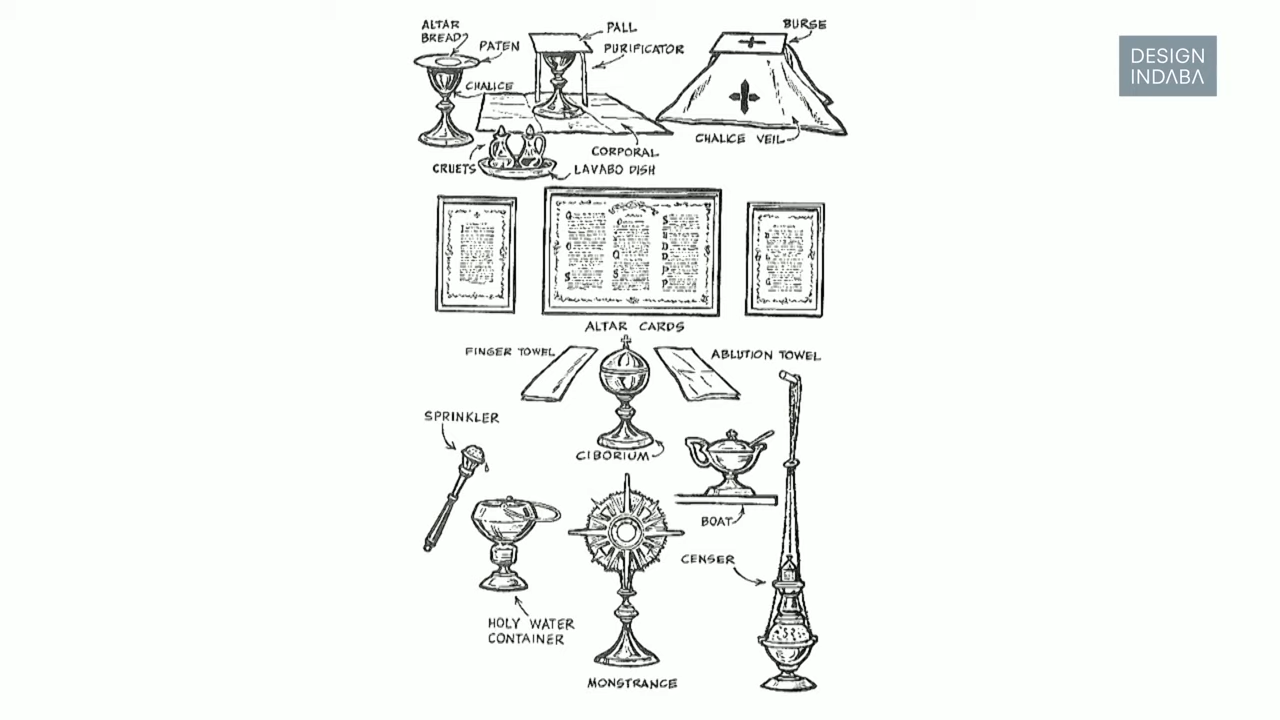 ALTAR
BREAD
PATEN
CHALICE
PALL
PURIFICATOR
BURSE
DESIGN
INDABA
CHALICE VEIL
CORPORAL
CRUETS
LAVABO DISH
ALTAR CARDS
FINGER TOWEL
ABLUTION TOWEL
SPRINKLER
CIBORIUM
BOAT
CENSER
HOLY WATER
CONTAINER
MONSTRANCE